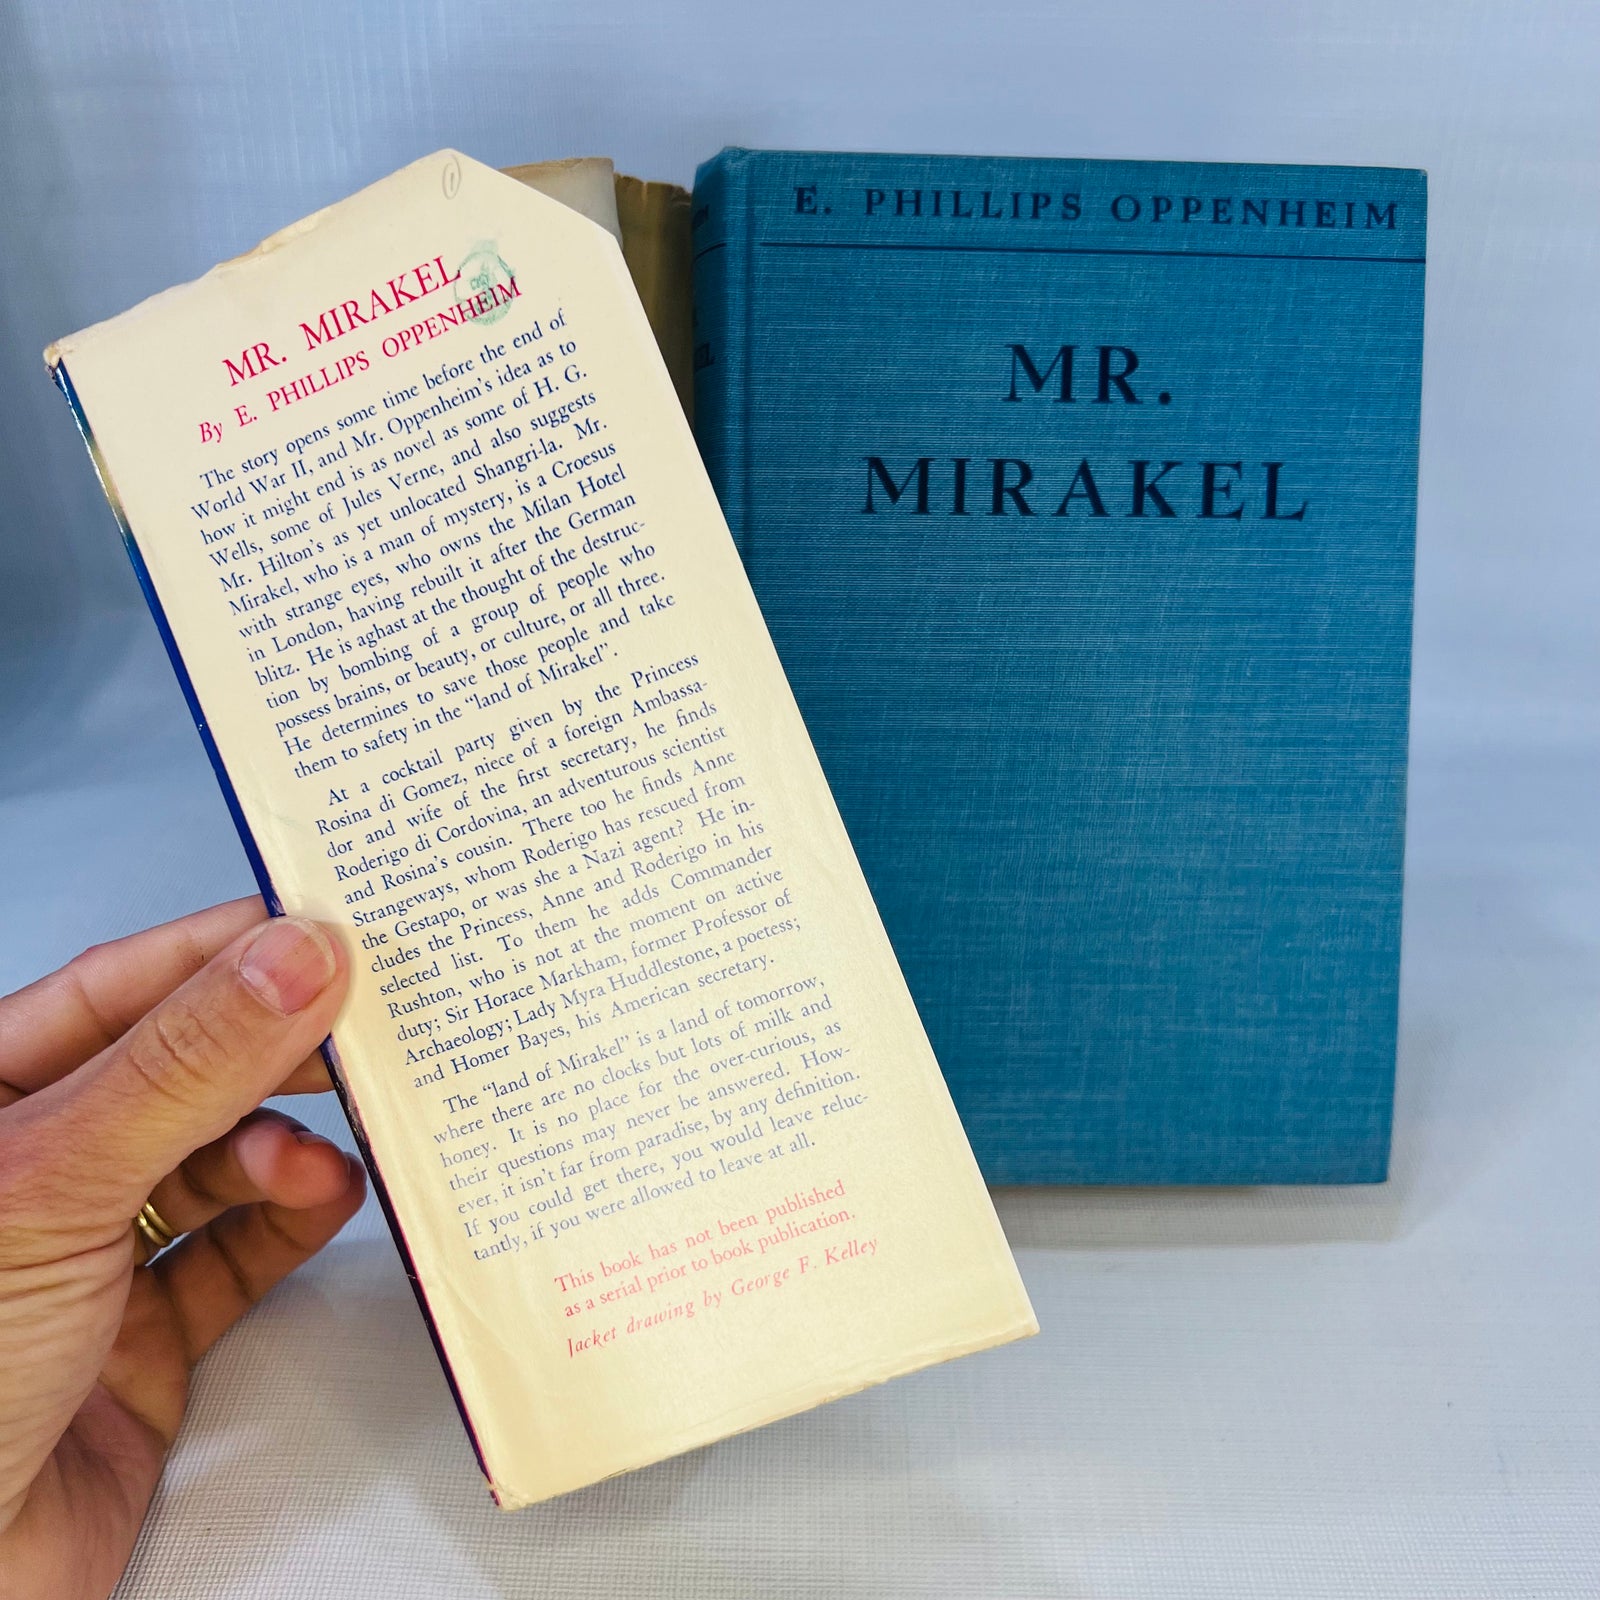 MR. MIRAKEL
By E. PHILLIPS OPPENHEIM
The story opens some time before the end of
World War II, and Mr. Oppenheim's idea as to
how it might end is as novel as some of H. G.
Wells, some of Jules Verne, and also suggests
Mr. Hilton's as yet unlocated Shangri-la. Mr.
Mirakel, who is a man of mystery, is a Croesus
with strange eyes, who owns the Milan Hotel
in London, having rebuilt it after the German
blitz. He is aghast at the thought of the destruc-
tion by bombing of a group of people who
possess brains, or beauty, or culture, or all three.
He determines to save those people and take
them to safety in the "land of Mirakel".
At a cocktail party given by the Princess
Rosina di Gomez, niece of a foreign Ambassa-
dor and wife of the first secretary, he finds
Roderigo di Cordovina, an adventurous scientist
and Rosina's cousin. There too he finds Anne
Strangeways, whom Roderigo has rescued from
the Gestapo, or was she a Nazi agent? He in-
cludes the Princess, Anne and Roderigo in his
selected list. To them he adds Commander
Rushton, who is not at the moment on active
duty; Sir Horace Markham, former Professor of
Archaeology; Lady Myra Huddlestone, a poetess;
and Homer Bayes, his American secretary.
The "land of Mirakel" is a land of tomorrow,
where there are no clocks but lots of milk and
honey. It is no place for the over-curious, as
their questions may never be answered. How-
ever, it isn't far from paradise, by any definition.
If you could get there, you would leave reluc-
tantly, if you were allowed to leave at all.
This book has not been published
as a serial prior to book publication.
Jacket drawing by George F. Kelley
E. PHILLIPS OPPENHEIM
MR.
MIRAKEL